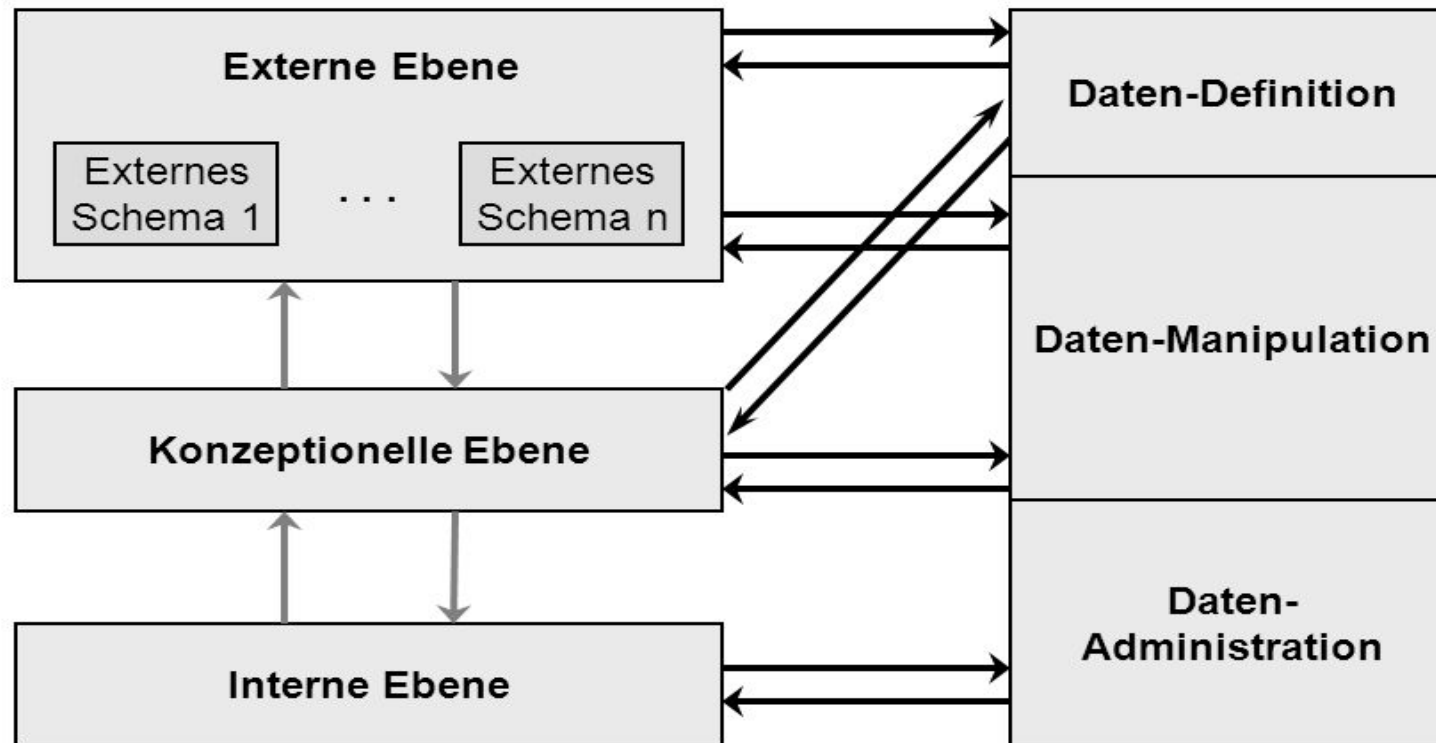 Externe Ebene
Externes
Schema 1
. . .
Externes
Schema n
Konzeptionelle Ebene
Interne Ebene
Daten-Definition
Daten-Manipulation
Daten-
Administration